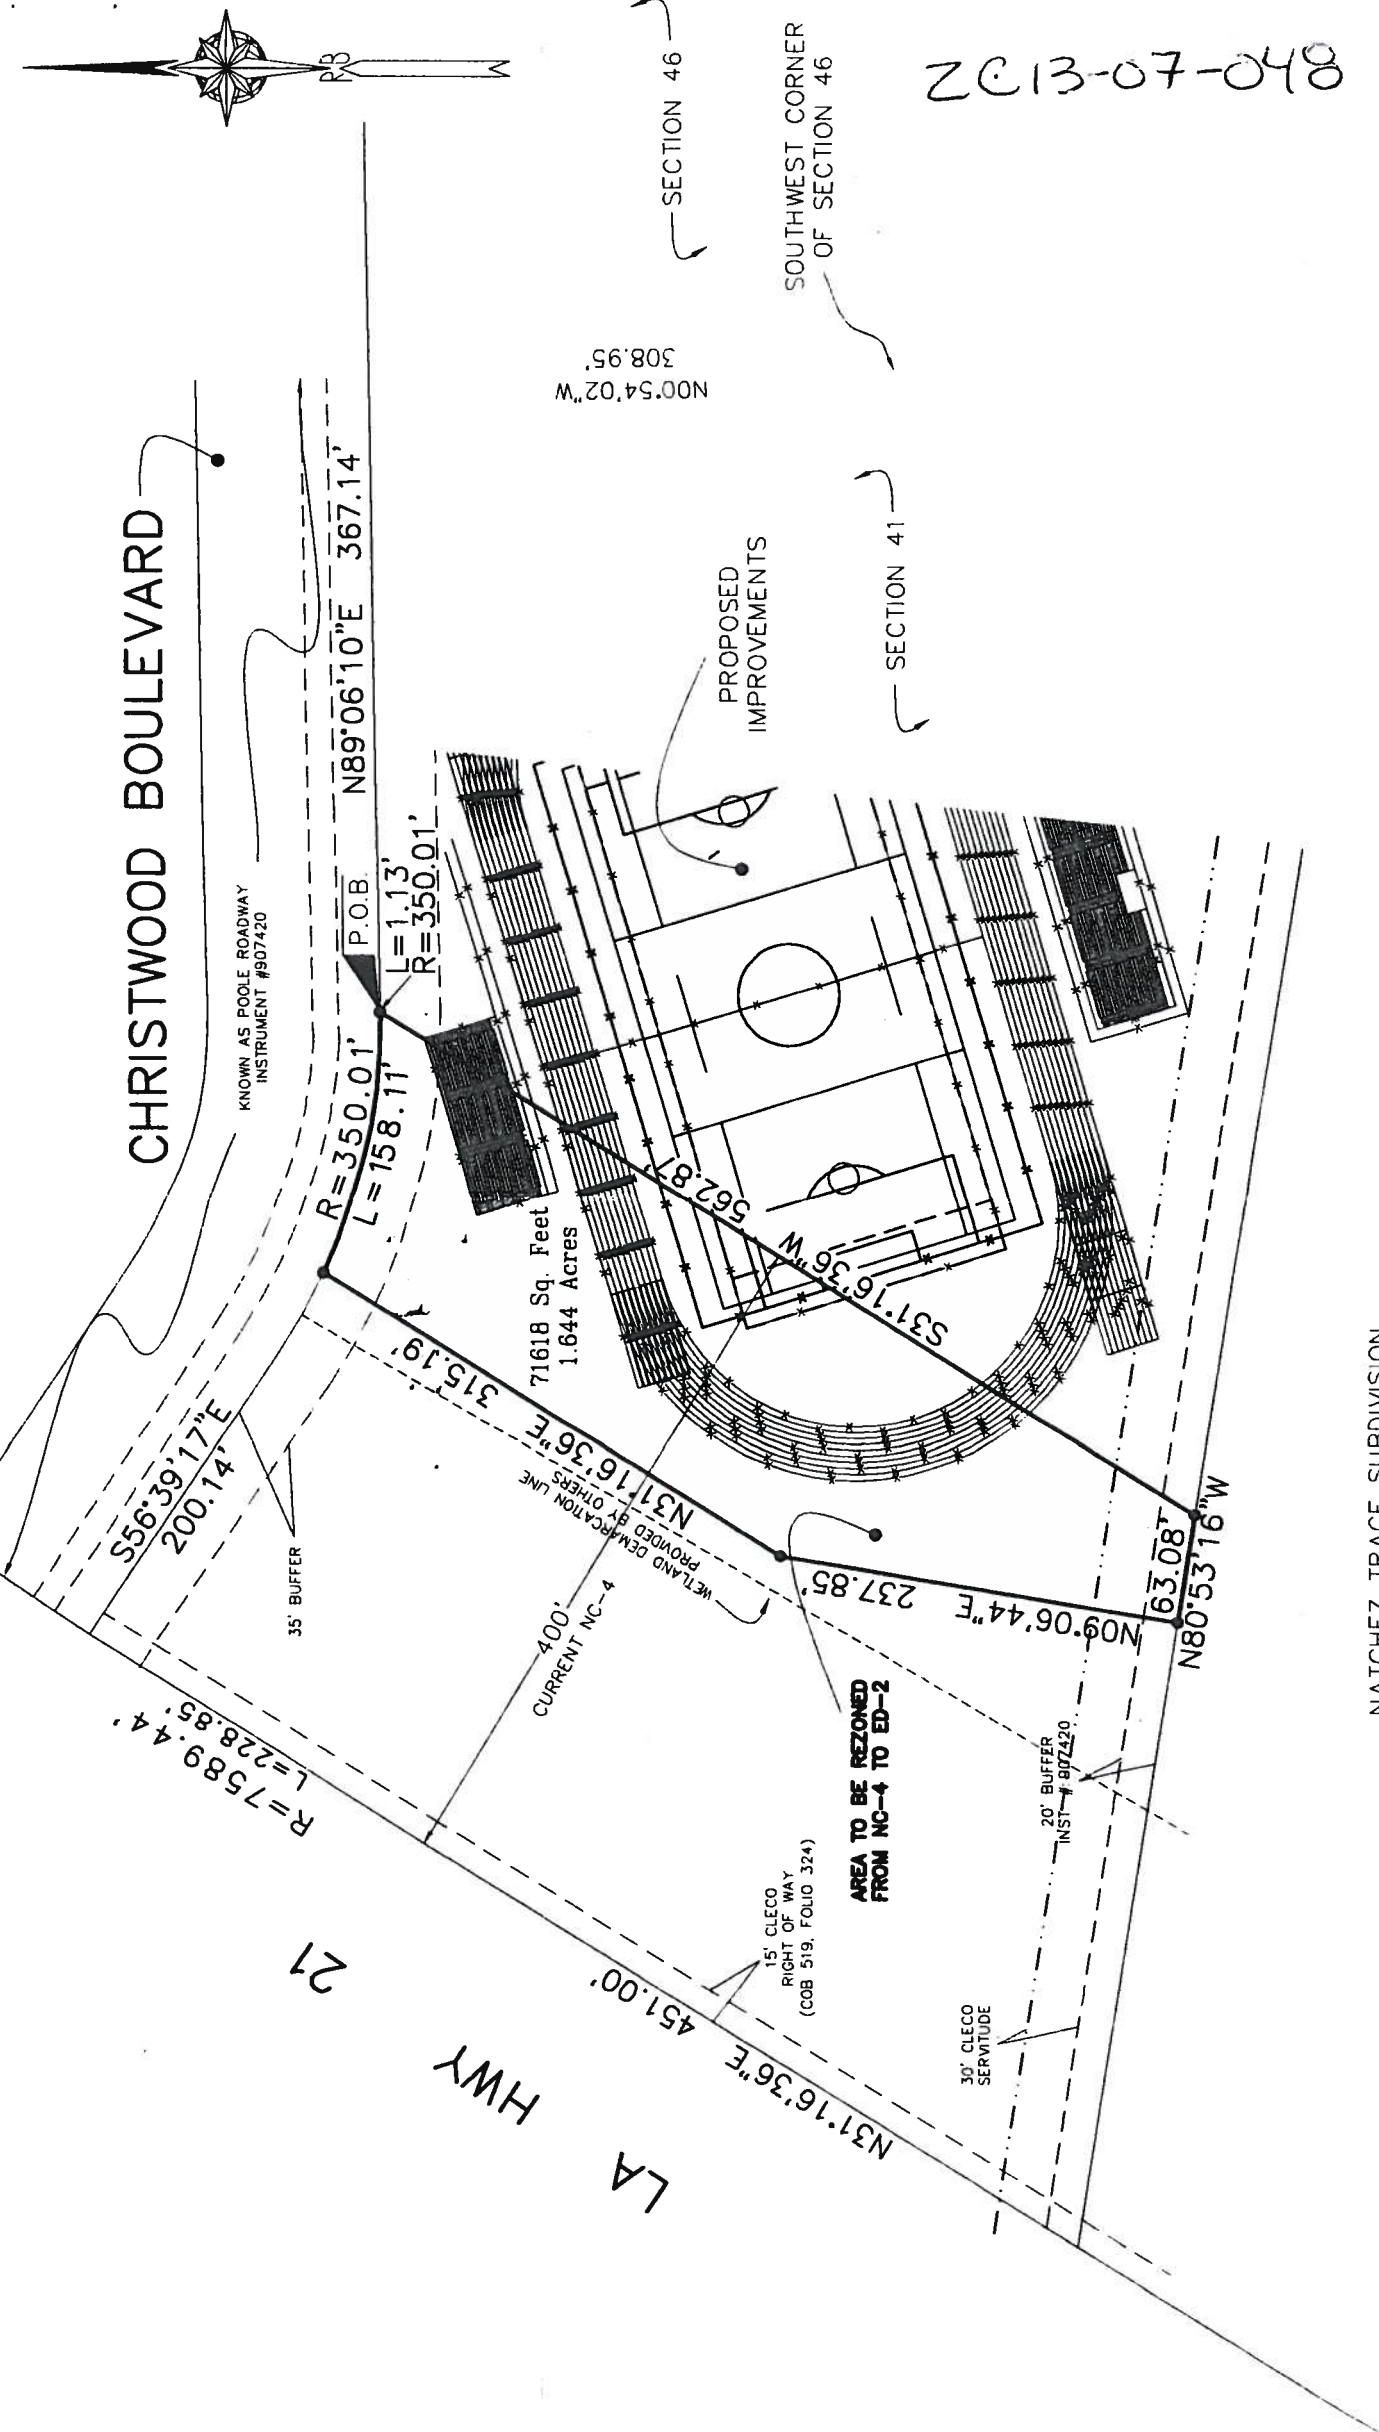 ZC13-07-048
RB
CHRISTWOOD BOULEVARD
KNOWN AS POOLE ROADWAY
INSTRUMENT #907420
SECTION 46
SOUTHWEST CORNER
OF SECTION 46
N00°54'02"W
308.95'
N89°06'10"E 367.14'
P.O.B.
L=1.13'
R=350.01'
R=350.01'
L=158.11'
S56°39'17"E
200.14'
35' BUFFER
PROPOSED
IMPROVEMENTS
SECTION 41
71618 Sq. Feet
1.644 Acres
S31°16'36"W 562.87'
N31°16'36"E 315.19'
WETLAND DEMARCATION LINE
PROVIDED BY OTHERS
400'
CURRENT NC-4
N09°06'44"E 237.85'
63.08'
N80°53'16"W
AREA TO BE REZONED
FROM NC-4 TO ED-2
20' BUFFER
INST # 907420
R=7589.44'
L=228.85'
15' CLECO
RIGHT OF WAY
(COB 519, FOLIO 324)
30' CLECO
SERVITUDE
N31°16'36"E 451.00'
LA HWY 21
NATCHEZ TRACE SUBDIVISION